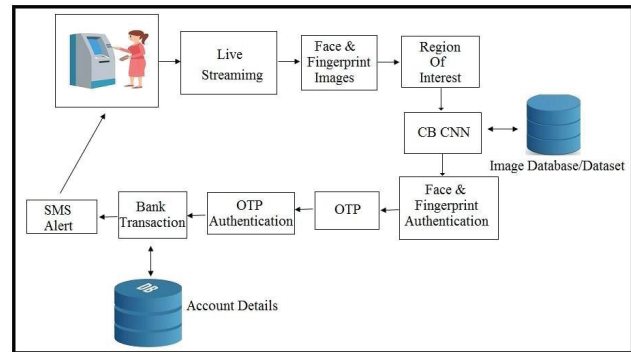 Live
Streamimg
Face &
Fingerprint
Images
Region
Of
Interest
CB CNN
Image Database/Dataset
Face &
Fingerprint
Authentication
OTP
OTP
Authentication
Bank
Transaction
SMS
Alert
DB
Account Details